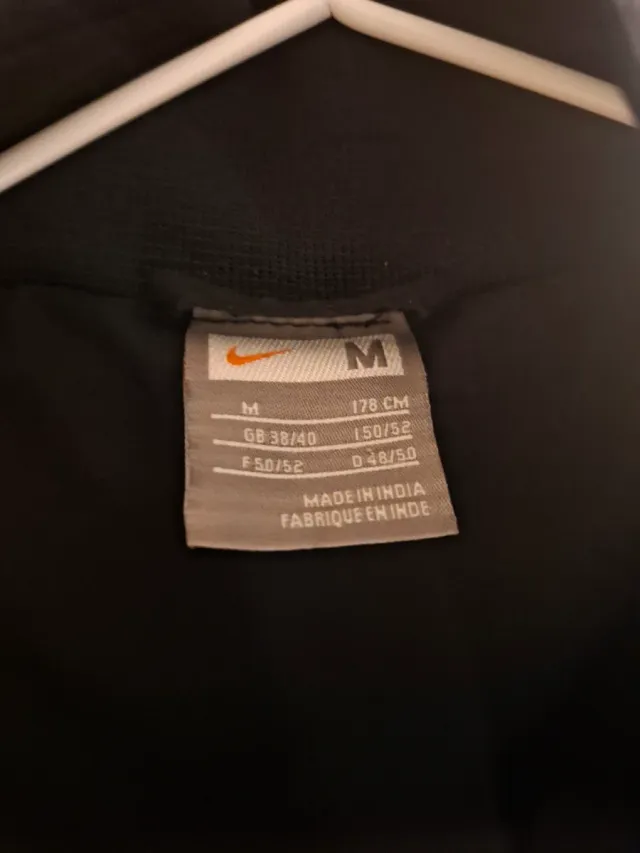 M
M 178 CM
GB 38/40 I 50/52
F 50/52 D 48/50
MADE IN INDIA
FABRIQUE EN INDE